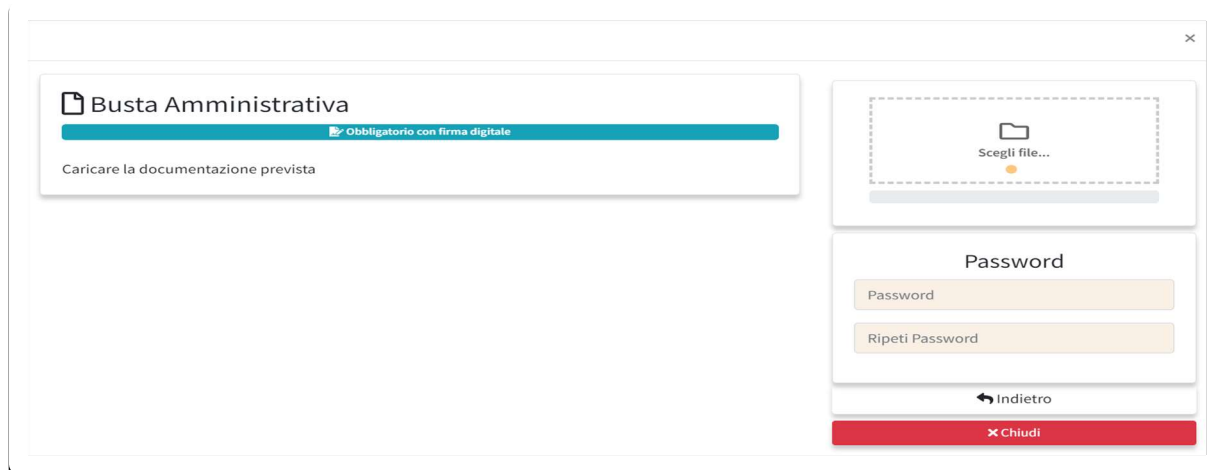 ×
Busta Amministrativa
Obbligatorio con firma digitale
Caricare la documentazione prevista
Scegli file...
Password
Password
Ripeti Password
Indietro
× Chiudi